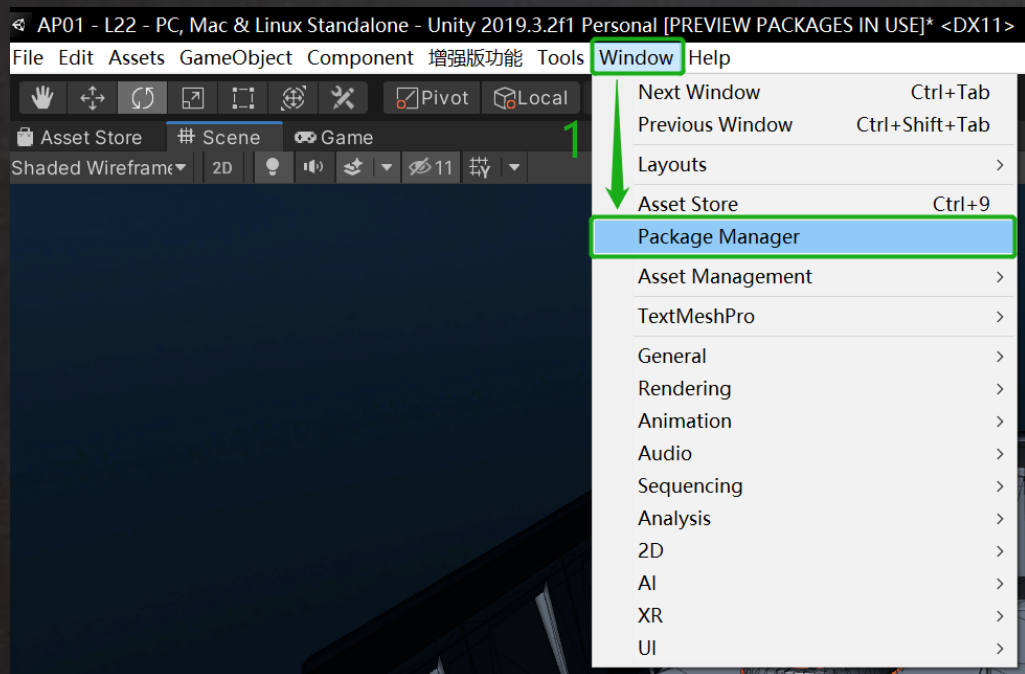 AP01 - L22 - PC, Mac & Linux Standalone - Unity 2019.3.2f1 Personal [PREVIEW PACKAGES IN USE]* <DX11>
File Edit Assets GameObject Component 增强版功能 Tools Window Help
Pivot Local
Asset Store Scene Game
Shaded Wireframe 2D 11
1
Next Window Ctrl+Tab
Previous Window Ctrl+Shift+Tab
Layouts
Asset Store Ctrl+9
Package Manager
Asset Management
TextMeshPro
General
Rendering
Animation
Audio
Sequencing
Analysis
2D
AI
XR
UI